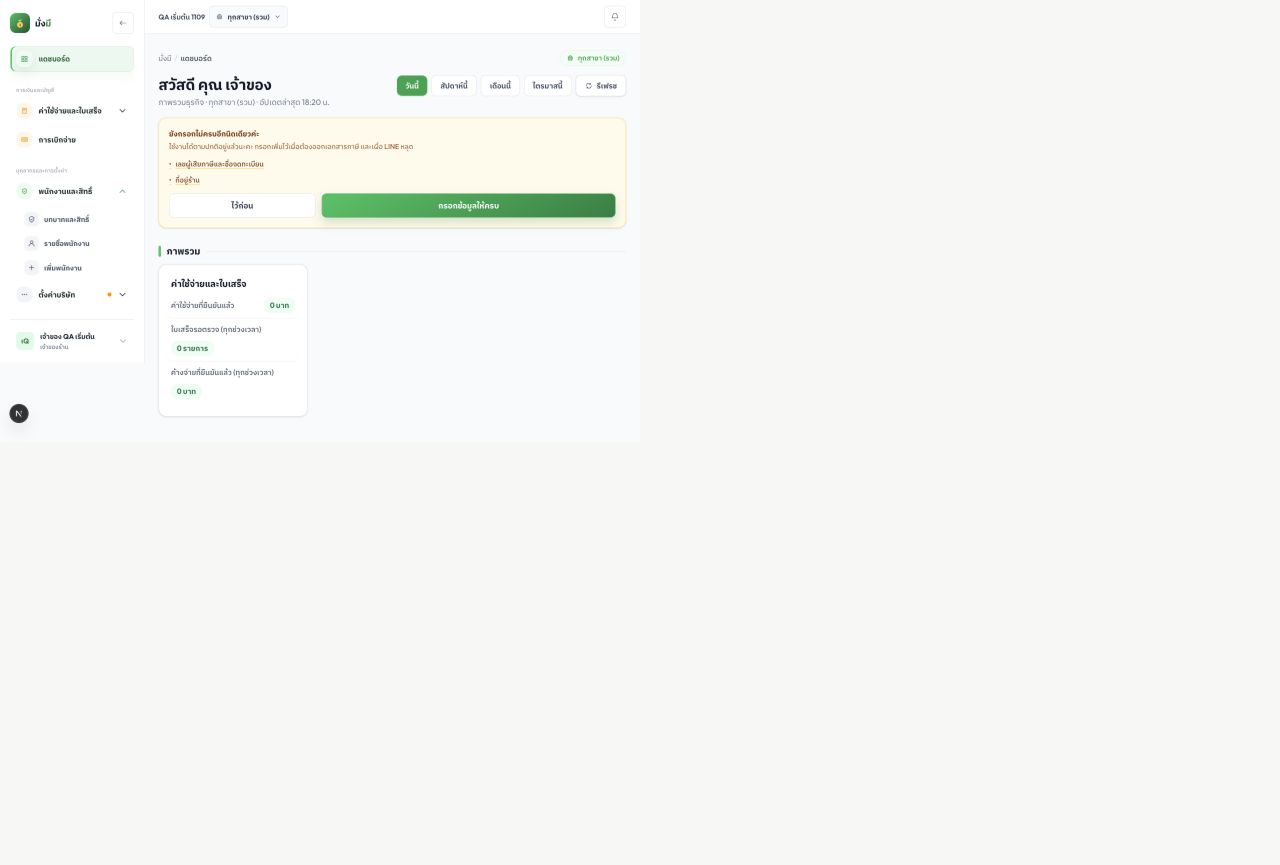 มั่งมี
←
แดชบอร์ด
การเงินและบัญชี
ค่าใช้จ่ายและใบเสร็จ
การเบิกจ่าย
บุคลากรและการตั้งค่า
พนักงานและสิทธิ์
บทบาทและสิทธิ์
รายชื่อพนักงาน
เพิ่มพนักงาน
ตั้งค่าบริษัท
เจ้าของ QA เริ่มต้น
เจ้าของร้าน
N
QA เริ่มต้น 1109
ทุกสาขา (รวม)
มั่งมี / แดชบอร์ด
ทุกสาขา (รวม)
สวัสดี คุณ เจ้าของ
วันนี้ สัปดาห์นี้ เดือนนี้ ไตรมาสนี้ รีเฟรช
ภาพรวมธุรกิจ · ทุกสาขา (รวม) · อัปเดตล่าสุด 18:20 น.
ยังกรอกไม่ครบอีกนิดเดียวค่ะ
ใช้งานได้ตามปกติอยู่แล้วนะคะ กรอกเพิ่มไว้เผื่อต้องออกเอกสารภาษี และเผื่อ LINE หลุด
• เลขผู้เสียภาษีและชื่อจดทะเบียน
• ที่อยู่ร้าน
ไว้ก่อน กรอกข้อมูลให้ครบ
ภาพรวม
ค่าใช้จ่ายและใบเสร็จ
ค่าใช้จ่ายที่ยืนยันแล้ว 0 บาท
ใบเสร็จรอตรวจ (ทุกช่วงเวลา)
0 รายการ
ค้างจ่ายที่ยืนยันแล้ว (ทุกช่วงเวลา)
0 บาท